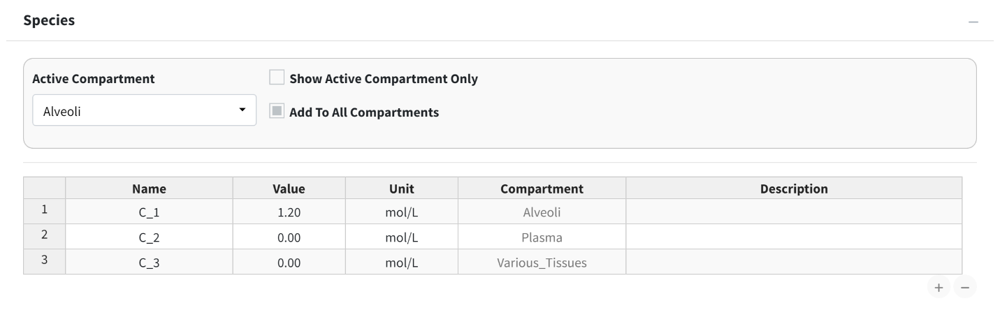 Species
Active Compartment
Show Active Compartment Only
Alveoli
Add To All Compartments
Name Value Unit Compartment Description
1 C_1 1.20 mol/L Alveoli
2 C_2 0.00 mol/L Plasma
3 C_3 0.00 mol/L Various_Tissues
+ −